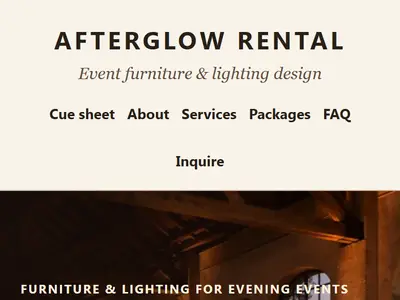 AFTERGLOW RENTAL
Event furniture & lighting design
Cue sheet About Services Packages FAQ
Inquire
FURNITURE & LIGHTING FOR EVENING EVENTS